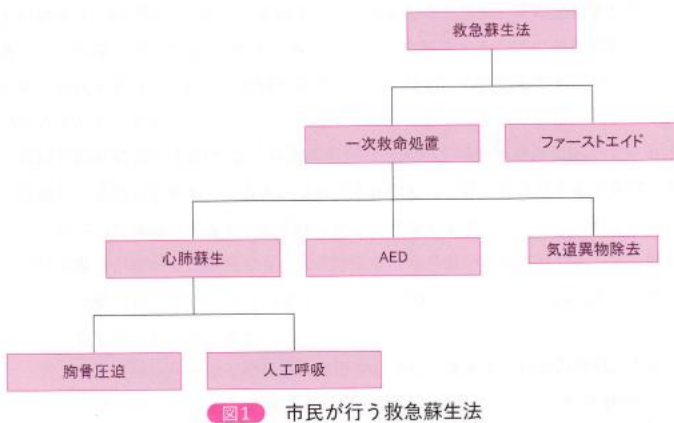 救急蘇生法
一次救命処置
ファーストエイド
心肺蘇生
AED
気道異物除去
胸骨圧迫
人工呼吸
図1 市民が行う救急蘇生法